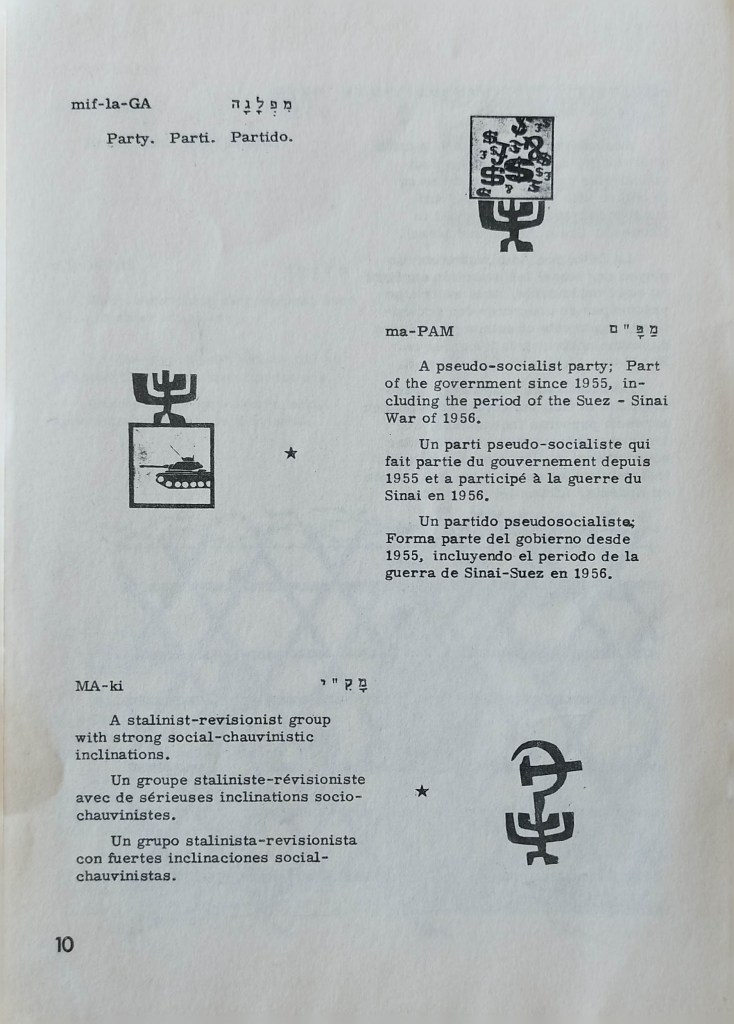 mif-la-GA מִפְלָגָה
Party. Parti. Partido.
ma-PAM מַפָּ"ם
A pseudo-socialist party; Part
of the government since 1955, in-
cluding the period of the Suez - Sinai
War of 1956.
Un parti pseudo-socialiste qui
fait partie du gouvernement depuis
1955 et a participé à la guerre du
Sinai en 1956.
Un partido pseudosocialista;
Forma parte del gobierno desde
1955, incluyendo el periodo de la
guerra de Sinai-Suez en 1956.
MA-ki מָקִ"י
A stalinist-revisionist group
with strong social-chauvinistic
inclinations.
Un groupe staliniste-révisioniste
avec de sérieuses inclinations socio-
chauvinistes.
Un grupo stalinista-revisionista
con fuertes inclinaciones social-
chauvinistas.
10